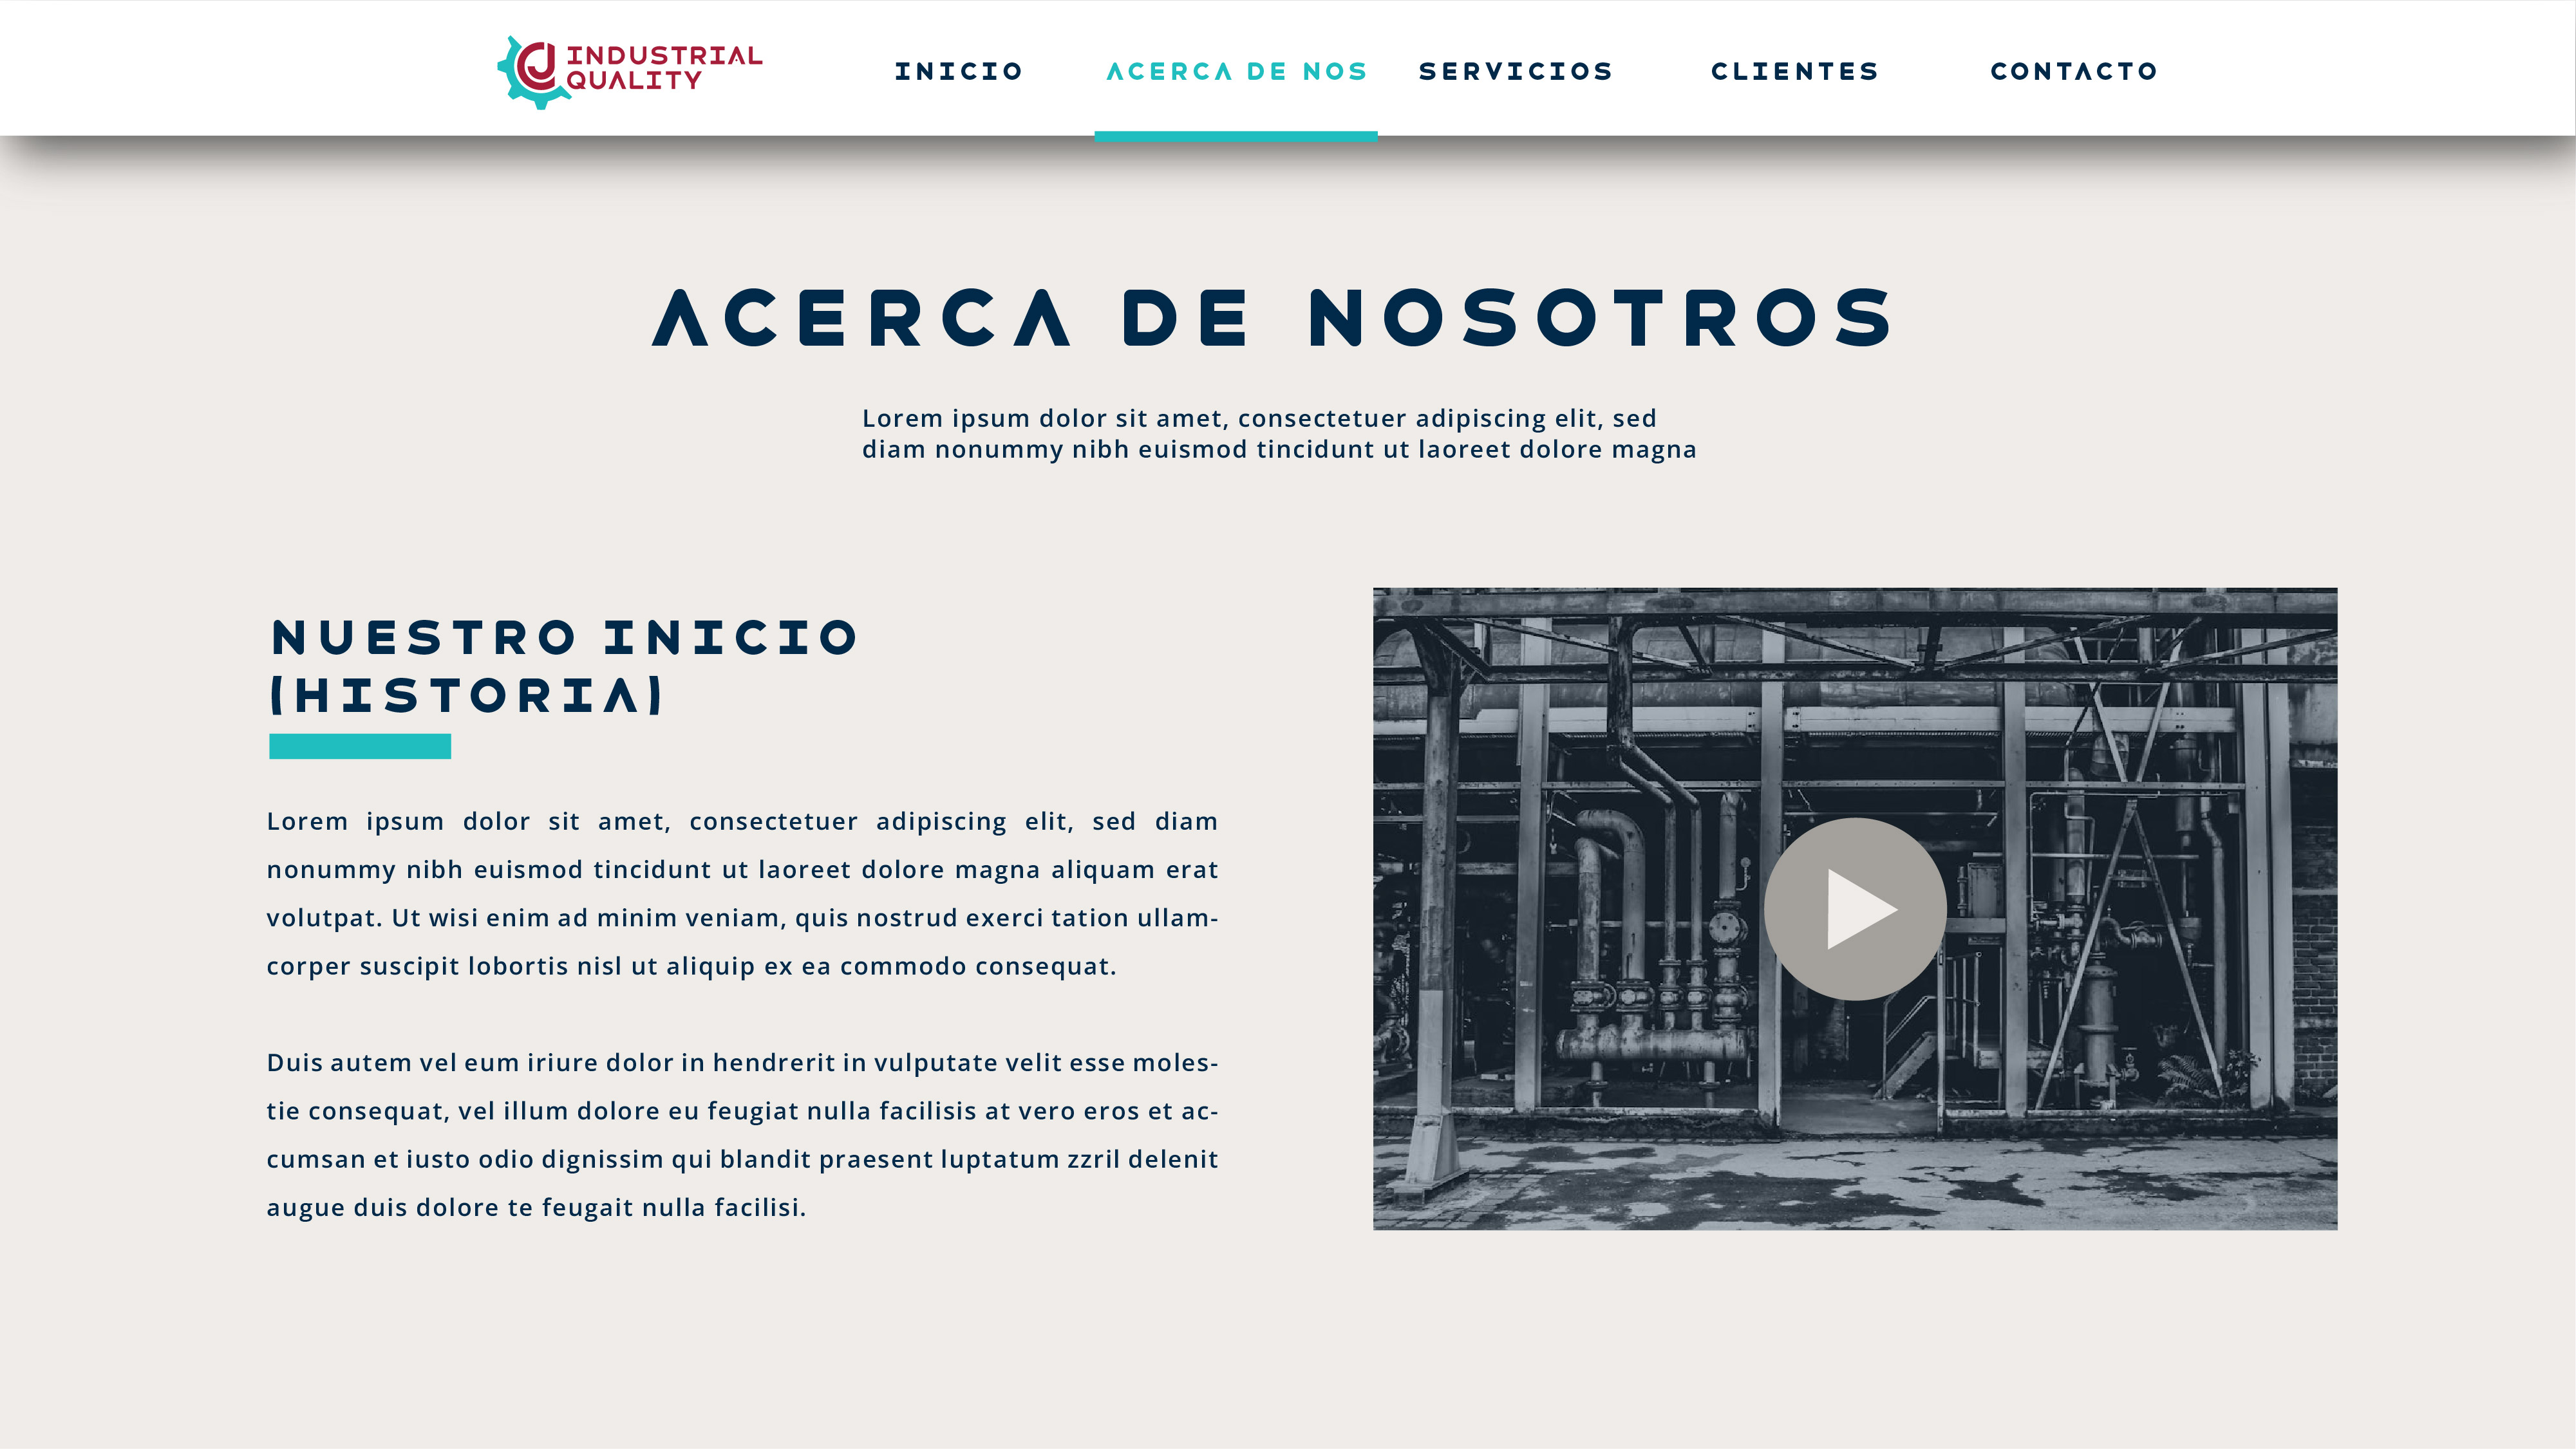 INDUSTRIAL
QUALITY
INICIO
ACERCA DE NOS
SERVICIOS
CLIENTES
CONTACTO
ACERCA DE NOSOTROS
Lorem ipsum dolor sit amet, consectetuer adipiscing elit, sed
diam nonummy nibh euismod tincidunt ut laoreet dolore magna
NUESTRO INICIO
(HISTORIA)
Lorem ipsum dolor sit amet, consectetuer adipiscing elit, sed diam
nonummy nibh euismod tincidunt ut laoreet dolore magna aliquam erat
volutpat. Ut wisi enim ad minim veniam, quis nostrud exerci tation ullam-
corper suscipit lobortis nisl ut aliquip ex ea commodo consequat.
Duis autem vel eum iriure dolor in hendrerit in vulputate velit esse moles-
tie consequat, vel illum dolore eu feugiat nulla facilisis at vero eros et ac-
cumsan et iusto odio dignissim qui blandit praesent luptatum zzril delenit
augue duis dolore te feugait nulla facilisi.